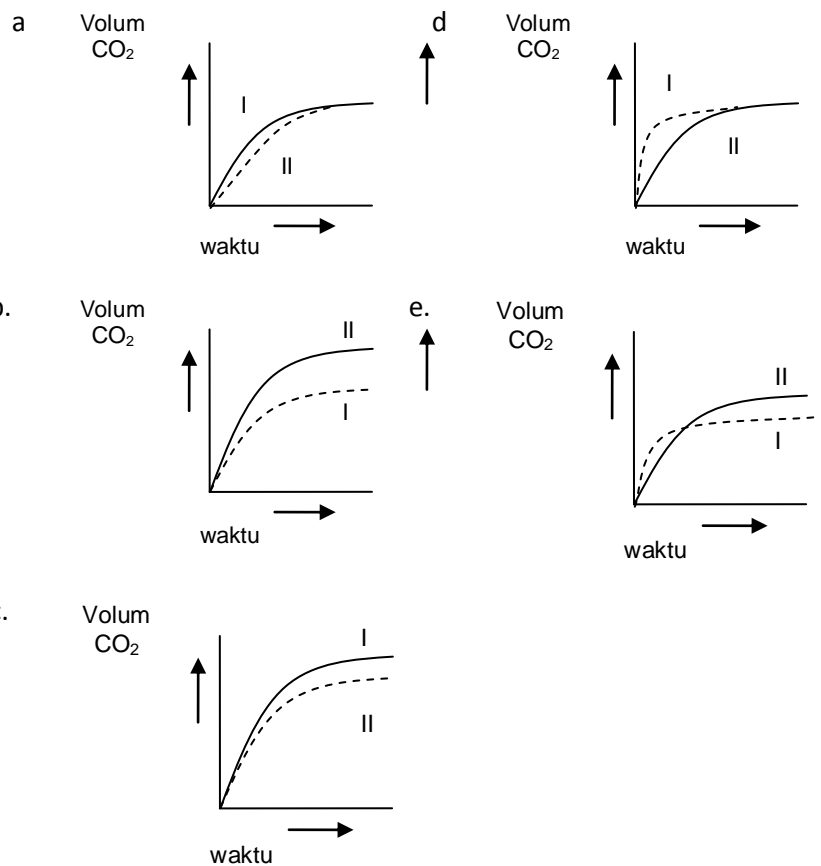 a
Volum
CO₂
I
II
waktu
d
Volum
CO₂
I
II
waktu
b.
Volum
CO₂
II
I
waktu
e.
Volum
CO₂
II
I
waktu
Volum
CO₂
I
II
waktu